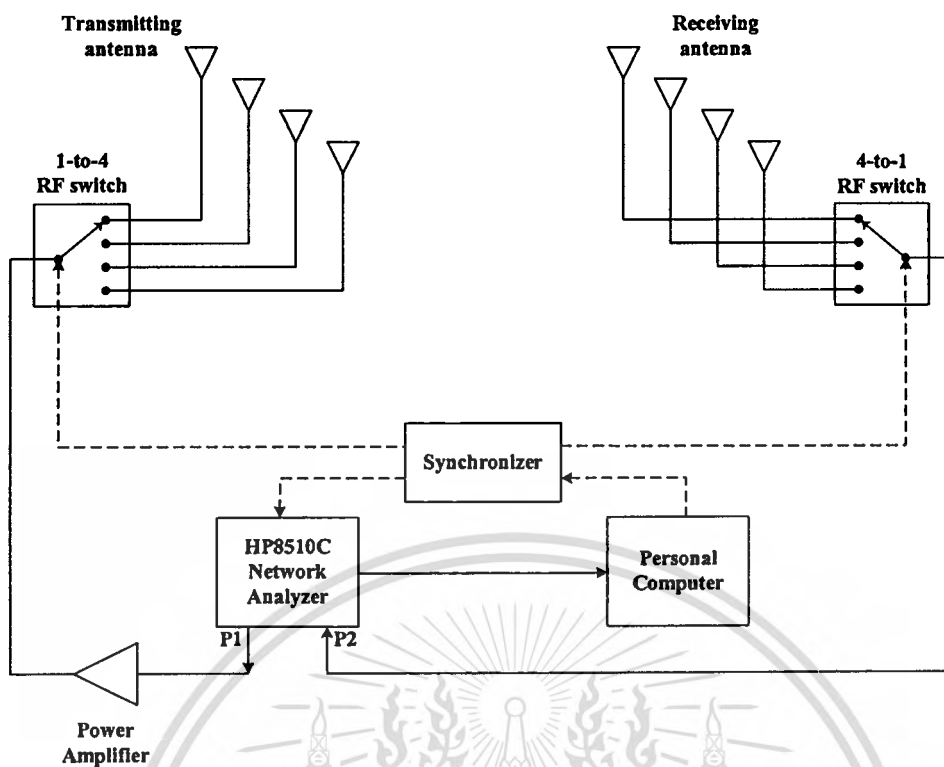 Transmitting
antenna
Receiving
antenna
1-to-4
RF switch
4-to-1
RF switch
Synchronizer
HP8510C
Network
Analyzer
Personal
Computer
P1
P2
Power
Amplifier